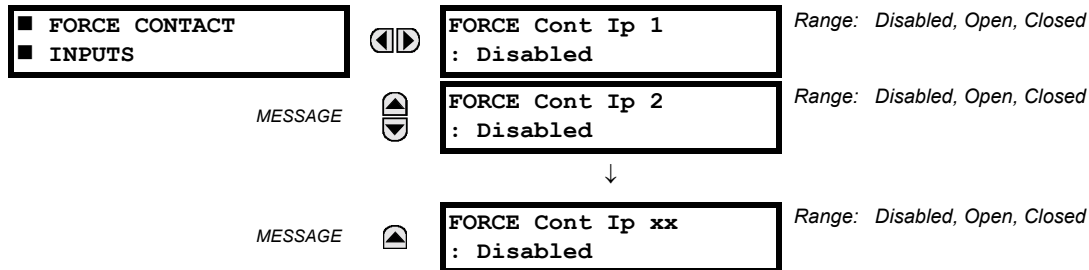 ■ FORCE CONTACT
■ INPUTS
FORCE Cont Ip 1
: Disabled
Range: Disabled, Open, Closed
MESSAGE
FORCE Cont Ip 2
: Disabled
Range: Disabled, Open, Closed
↓
MESSAGE
FORCE Cont Ip xx
: Disabled
Range: Disabled, Open, Closed